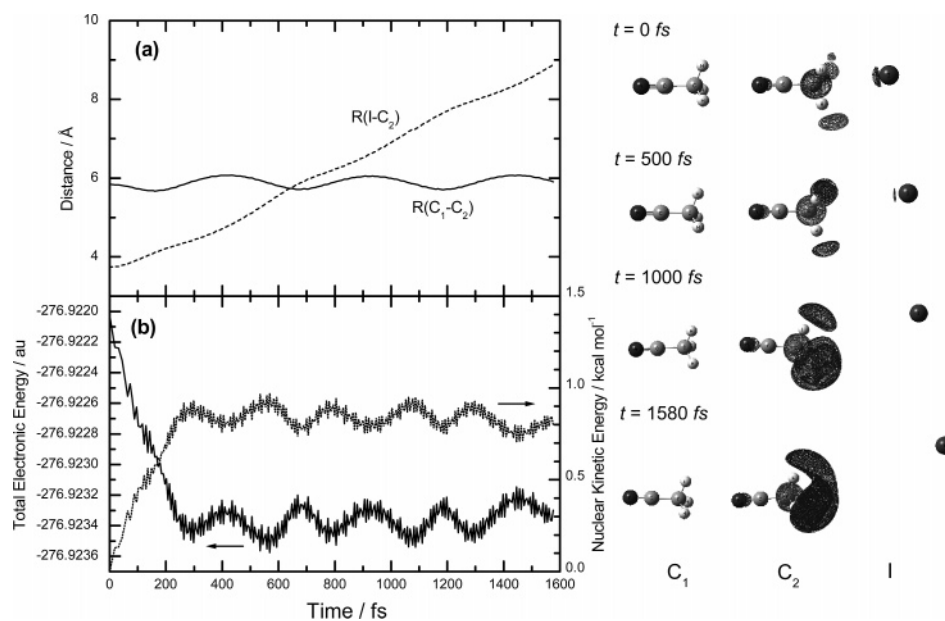 (a)
10
8
6
4
Distance / Å
R(I-C₂)
R(C₁-C₂)
(b)
-276.9220
-276.9222
-276.9224
-276.9226
-276.9228
-276.9230
-276.9232
-276.9234
-276.9236
Total Electronic Energy / au
1.5
1.0
0.5
0.0
Nuclear Kinetic Energy / kcal mol⁻¹
0 200 400 600 800 1000 1200 1400 1600
Time / fs
t = 0 fs
t = 500 fs
t = 1000 fs
t = 1580 fs
C₁ C₂ I